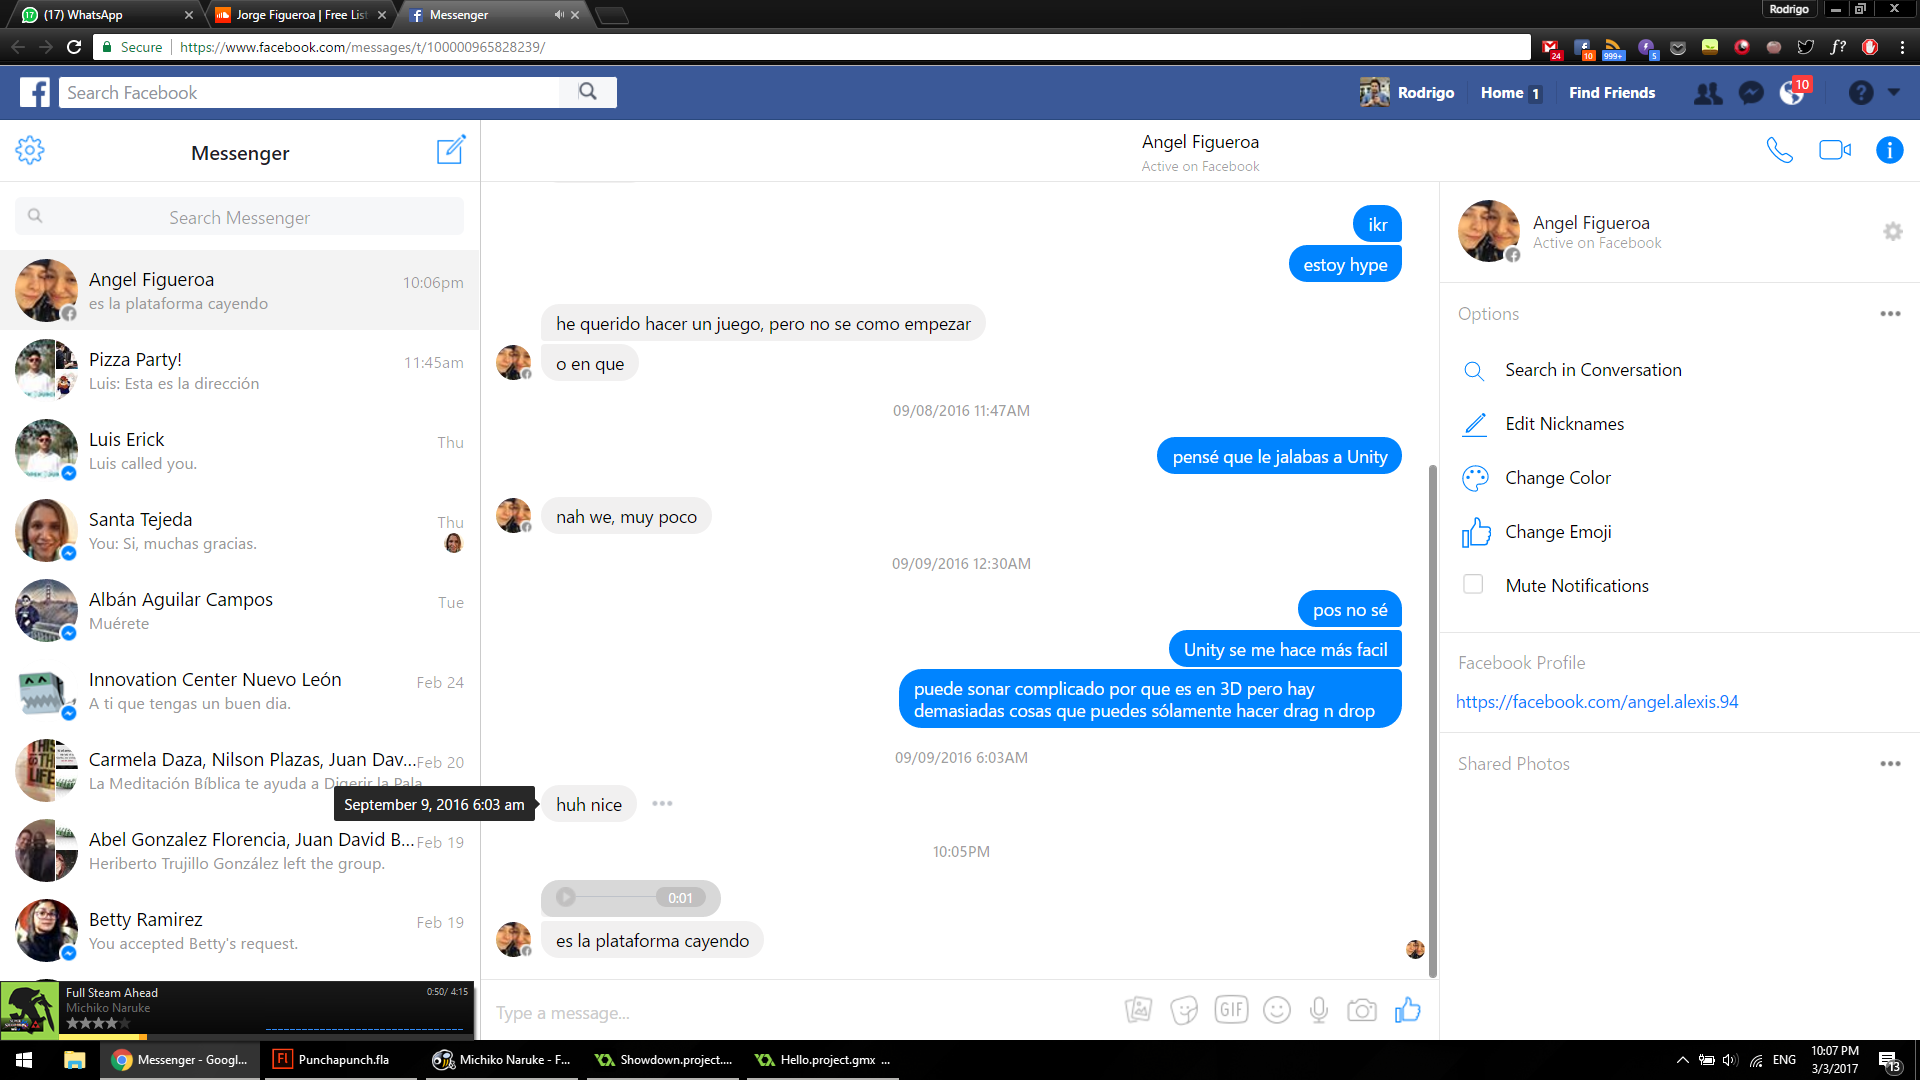 (17) WhatsApp
Jorge Figueroa | Free List
Messenger
Rodrigo
Secure
https://www.facebook.com/messages/t/100000965828239/
24
10
999+
5
f?
Search Facebook
Rodrigo
Home 1
Find Friends
10
Messenger
Search Messenger
Angel Figueroa
10:06pm
es la plataforma cayendo
Pizza Party!
11:45am
Luis: Esta es la dirección
Luis Erick
Thu
Luis called you.
Santa Tejeda
Thu
You: Si, muchas gracias.
Albán Aguilar Campos
Tue
Muérete
Innovation Center Nuevo León
Feb 24
A ti que tengas un buen dia.
Carmela Daza, Nilson Plazas, Juan Dav...
Feb 20
La Meditación Bíblica te ayuda a Digerir la Pala
Abel Gonzalez Florencia, Juan David B...
Feb 19
Heriberto Trujillo González left the group.
Betty Ramirez
Feb 19
You accepted Betty's request.
Full Steam Ahead
0:50/ 4:15
Michiko Naruke
Angel Figueroa
Active on Facebook
ikr
estoy hype
he querido hacer un juego, pero no se como empezar
o en que
09/08/2016 11:47AM
pensé que le jalabas a Unity
nah we, muy poco
09/09/2016 12:30AM
pos no sé
Unity se me hace más facil
puede sonar complicado por que es en 3D pero hay
demasiadas cosas que puedes sólamente hacer drag n drop
09/09/2016 6:03AM
September 9, 2016 6:03 am
huh nice
10:05PM
0:01
es la plataforma cayendo
Type a message...
GIF
Angel Figueroa
Active on Facebook
Options
Search in Conversation
Edit Nicknames
Change Color
Change Emoji
Mute Notifications
Facebook Profile
https://facebook.com/angel.alexis.94
Shared Photos
Messenger - Googl...
Fl
Punchapunch.fla
Michiko Naruke - F...
Showdown.project....
Hello.project.gmx ...
ENG
10:07 PM
3/3/2017
13